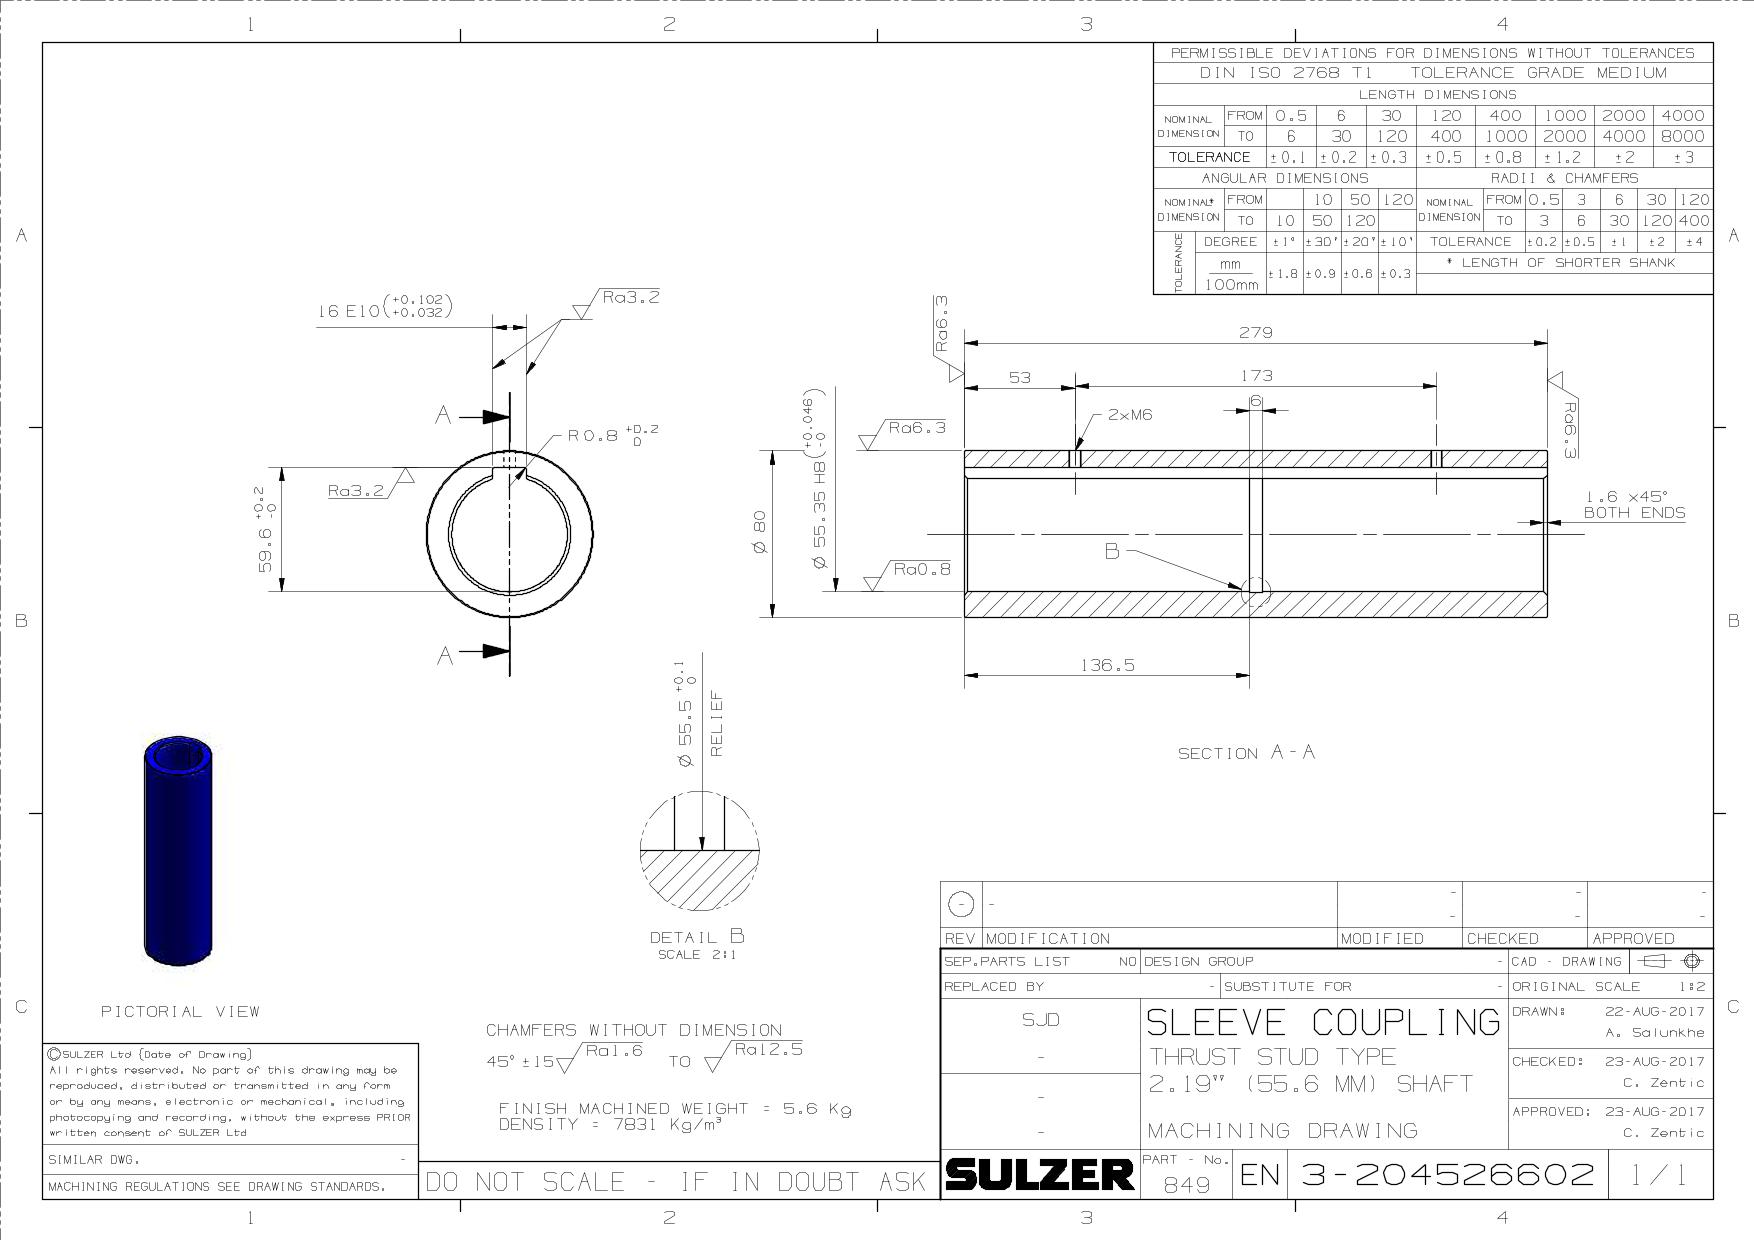 1 2 3 4
PERMISSIBLE DEVIATIONS FOR DIMENSIONS WITHOUT TOLERANCES
DIN ISO 2768 T1 TOLERANCE GRADE MEDIUM
LENGTH DIMENSIONS
NOMINAL DIMENSION FROM 0.5 6 30 120 400 1000 2000 4000
TO 6 30 120 400 1000 2000 4000 8000
TOLERANCE ±0.1 ±0.2 ±0.3 ±0.5 ±0.8 ±1.2 ±2 ±3
ANGULAR DIMENSIONS RADII & CHAMFERS
NOMINAL* DIMENSION FROM 10 50 120 NOMINAL DIMENSION FROM 0.5 3 6 30 120
TO 10 50 120 TO 3 6 30 120 400
TOLERANCE DEGREE ±1° ±30' ±20' ±10' TOLERANCE ±0.2 ±0.5 ±1 ±2 ±4
mm
100mm
±1.8 ±0.9 ±0.6 ±0.3
* LENGTH OF SHORTER SHANK
A A
16 E10(+0.102 +0.032)
Ra3.2
A
R0.8 +0.2 0
Ra3.2
59.6 +0.2 -0
A
Ra6.3
279
53
173
6
2xM6
Ra6.3
Ra6.3
Ø 80
Ø 55.35 H8(+0.046 -0)
1.6 x45°
BOTH ENDS
B
Ra0.8
136.5
SECTION A-A
B B
Ø 55.5 +0.1 0
RELIEF
DETAIL B
SCALE 2:1
PICTORIAL VIEW
C C
CHAMFERS WITHOUT DIMENSION
45° ±15 Ra1.6 TO Ra12.5
FINISH MACHINED WEIGHT = 5.6 Kg
DENSITY = 7831 Kg/m³
©SULZER Ltd {Date of Drawing}
All rights reserved. No part of this drawing may be
reproduced, distributed or transmitted in any form
or by any means, electronic or mechanical, including
photocopying and recording, without the express PRIOR
written consent of SULZER Ltd
SIMILAR DWG. -
MACHINING REGULATIONS SEE DRAWING STANDARDS.
DO NOT SCALE - IF IN DOUBT ASK
- - - - -
- - -
REV MODIFICATION MODIFIED CHECKED APPROVED
SEP.PARTS LIST NO DESIGN GROUP - CAD - DRAWING
REPLACED BY - SUBSTITUTE FOR - ORIGINAL SCALE 1:2
SJD
-
-
-
SLEEVE COUPLING
THRUST STUD TYPE
2.19" (55.6 MM) SHAFT
MACHINING DRAWING
DRAWN: 22-AUG-2017
A. Salunkhe
CHECKED: 23-AUG-2017
C. Zentic
APPROVED: 23-AUG-2017
C. Zentic
SULZER
PART - No.
849
EN 3-204526602 1/1
1 2 3 4